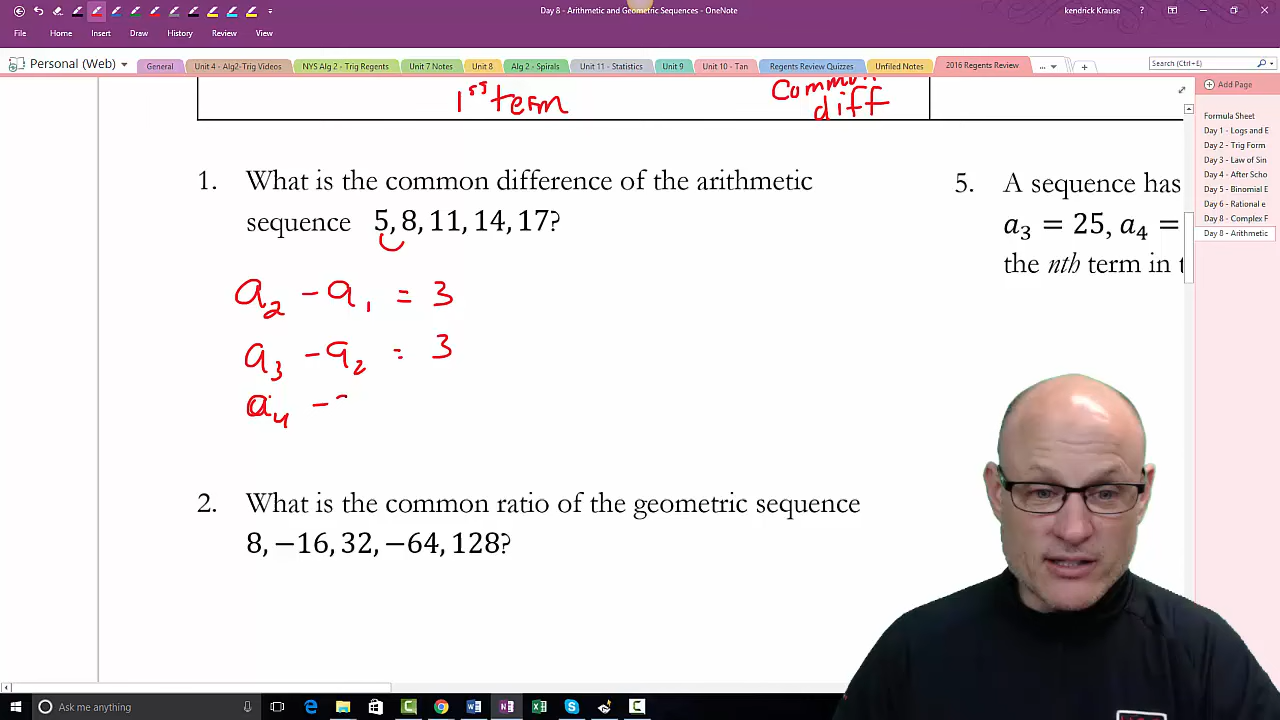 Day 8 - Arithmetic and Geometric Sequences - OneNote
kendrick Krause
File Home Insert Draw History Review View
Personal (Web)
General
Unit 4 - Alg2-Trig Videos
NYS Alg 2 - Trig Regents
Unit 7 Notes
Unit 8
Alg 2 - Spirals
Unit 11 - Statistics
Unit 9
Unit 10 - Tan
Regents Review Quizzes
Unfiled Notes
2016 Regents Review
...
Search (Ctrl+E)
Add Page
Formula Sheet
Day 1 - Logs and E
Day 2 - Trig Form
Day 3 - Law of Sin
Day 4 - After Scho
Day 5 - Binomial E
Day 6 - Rational e
Day 8 - Complex F
Day 8 - Arithmetic
1st term
Common
diff
1. What is the common difference of the arithmetic
sequence 5, 8, 11, 14, 17?
a₂ - a₁ = 3
a₃ - a₂ = 3
a₄ -
2. What is the common ratio of the geometric sequence
8, −16, 32, −64, 128?
5. A sequence has
a₃ = 25, a₄ =
the nth term in t
Ask me anything